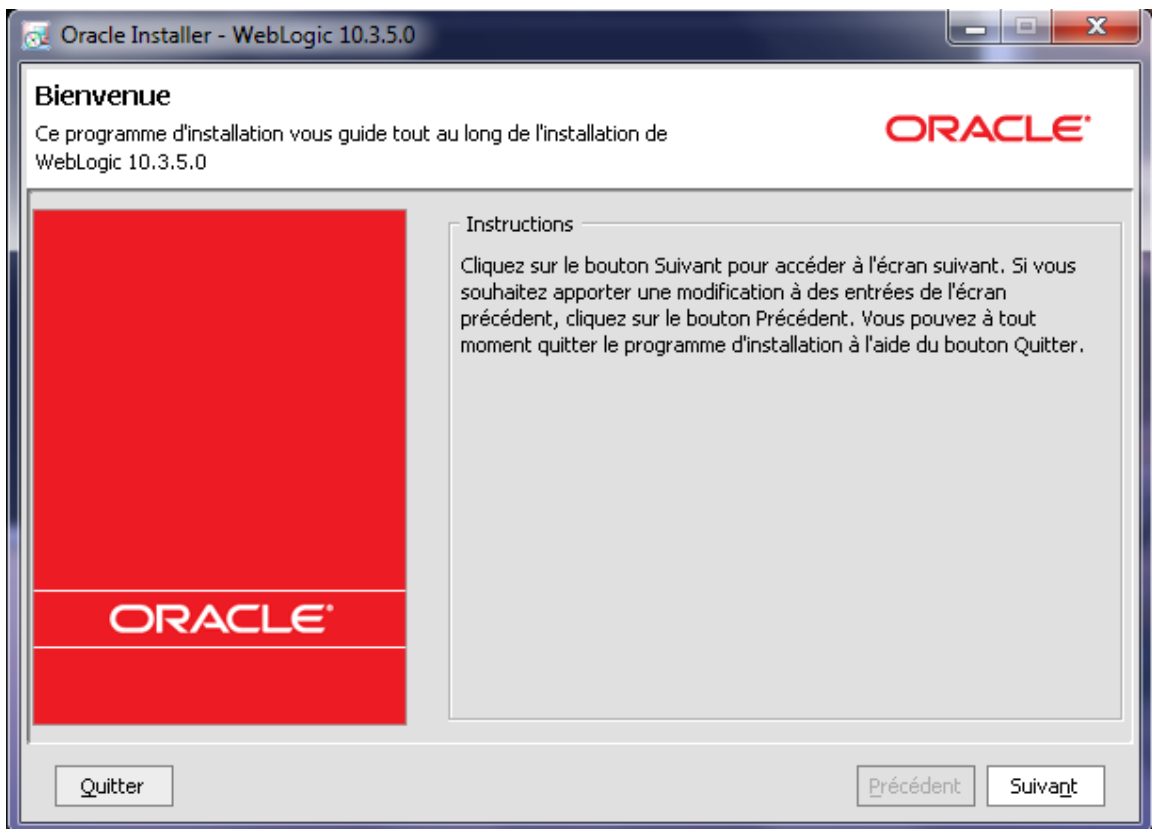 Oracle Installer - WebLogic 10.3.5.0
Bienvenue
Ce programme d'installation vous guide tout au long de l'installation de
WebLogic 10.3.5.0
ORACLE
Instructions
Cliquez sur le bouton Suivant pour accéder à l'écran suivant. Si vous
souhaitez apporter une modification à des entrées de l'écran
précédent, cliquez sur le bouton Précédent. Vous pouvez à tout
moment quitter le programme d'installation à l'aide du bouton Quitter.
ORACLE
Quitter
Précédent
Suivant